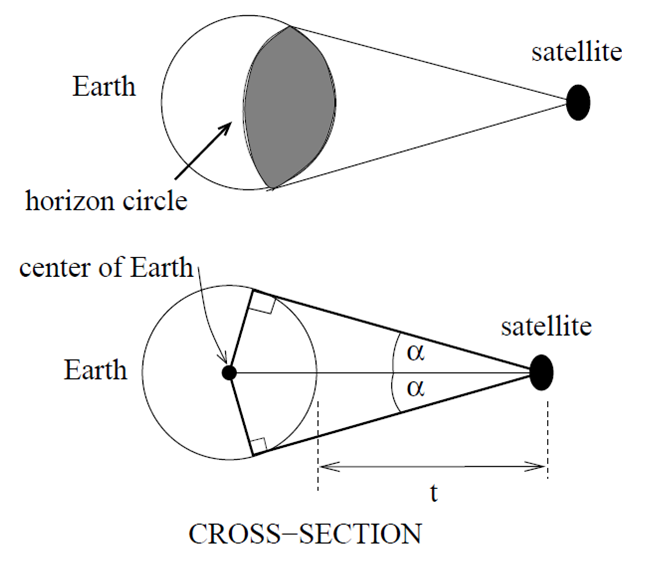 satellite
Earth
horizon circle
center of Earth
satellite
Earth
α
α
t
CROSS−SECTION